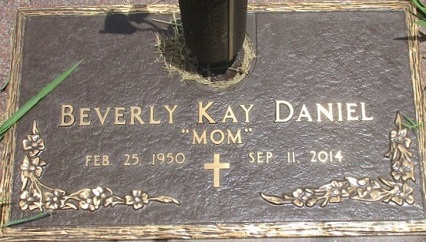 BEVERLY KAY DANIEL
"MOM"
FEB. 25, 1950 SEP. 11, 2014